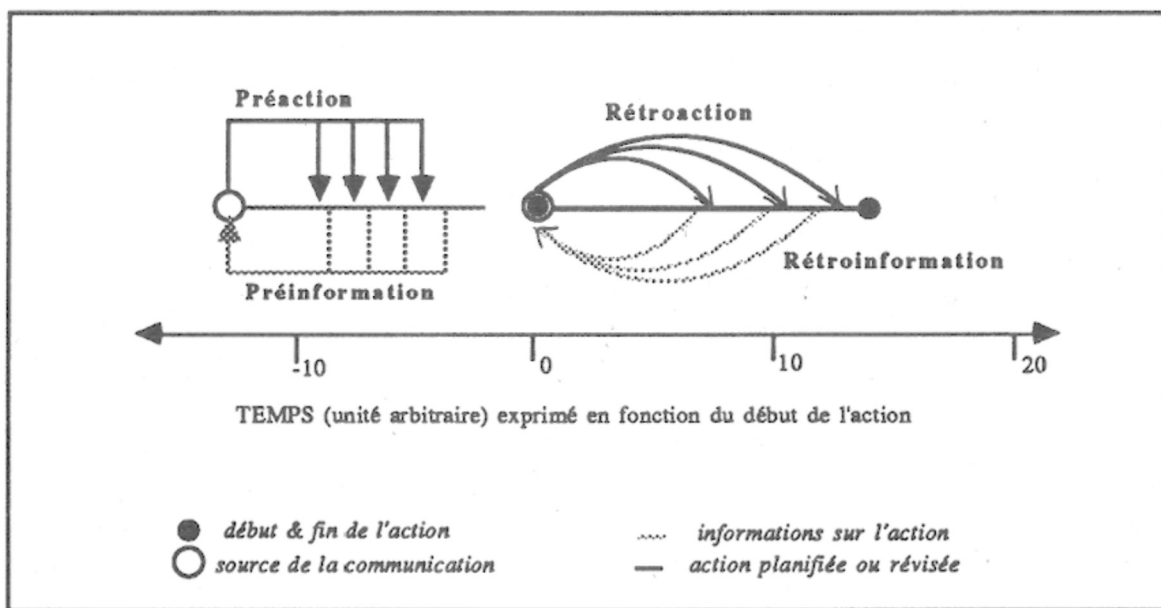 Préaction
Rétroaction
Préinformation
Rétroinformation
-10
0
10
20
TEMPS (unité arbitraire) exprimé en fonction du début de l'action
début & fin de l'action
informations sur l'action
source de la communication
action planifiée ou révisée